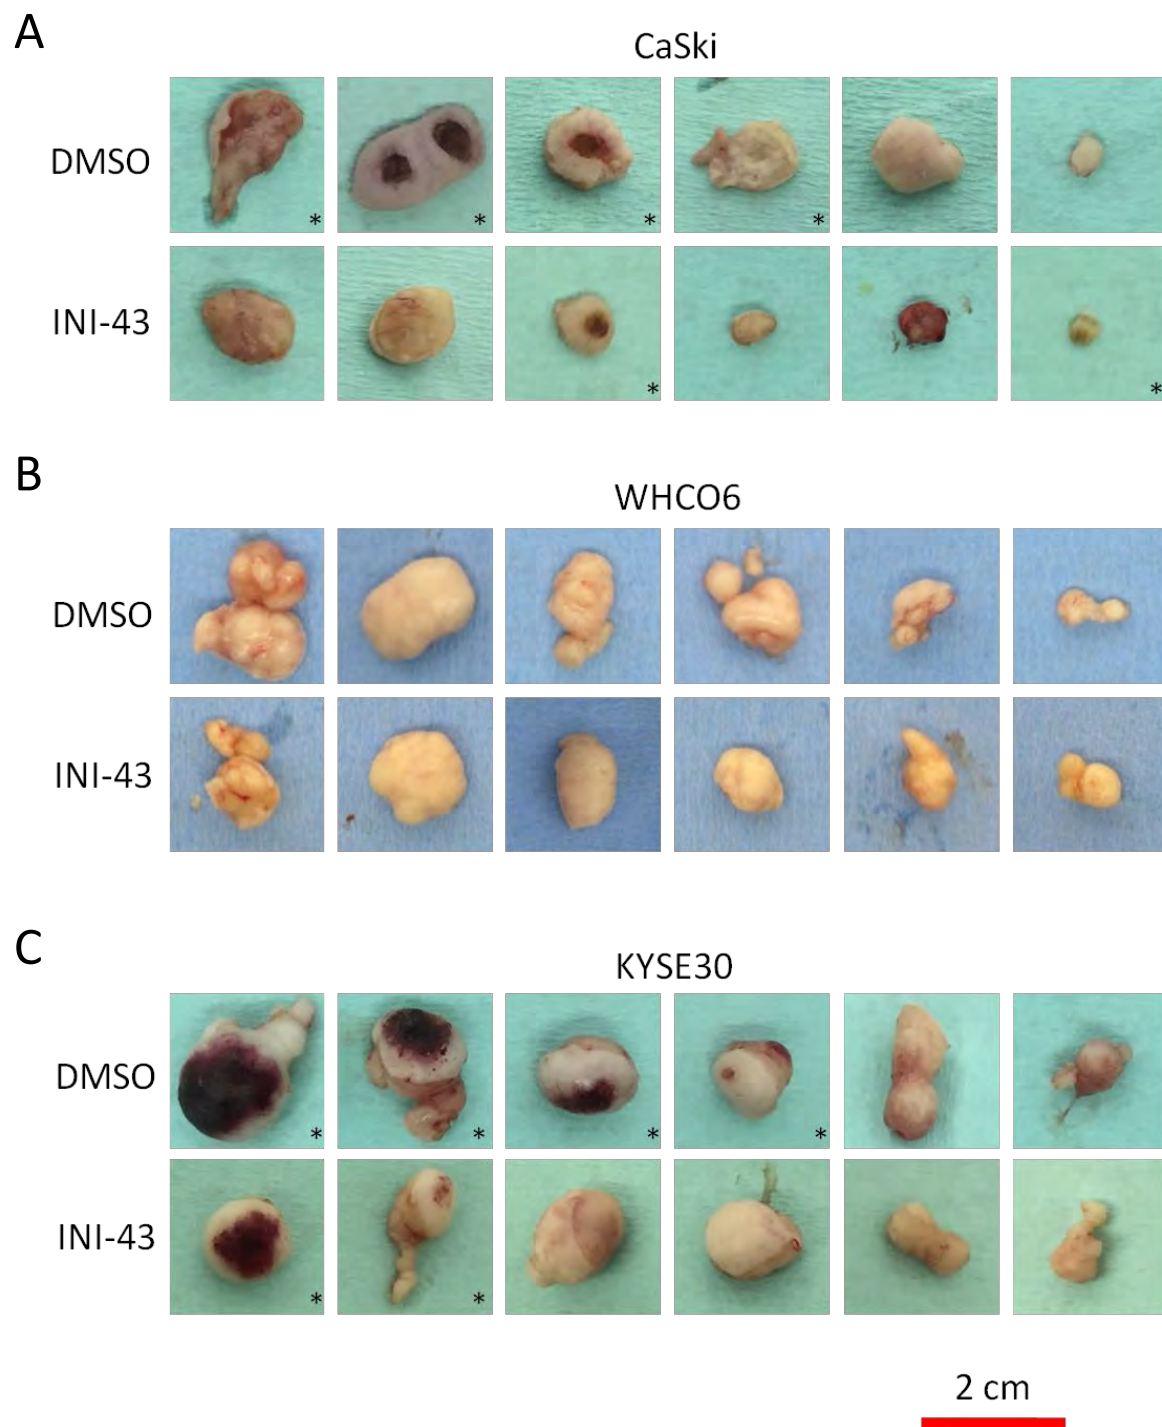 A
CaSki
DMSO
* * * *
INI-43
* *
B
WHCO6
DMSO
INI-43
C
KYSE30
DMSO
* * * *
INI-43
* *
2 cm